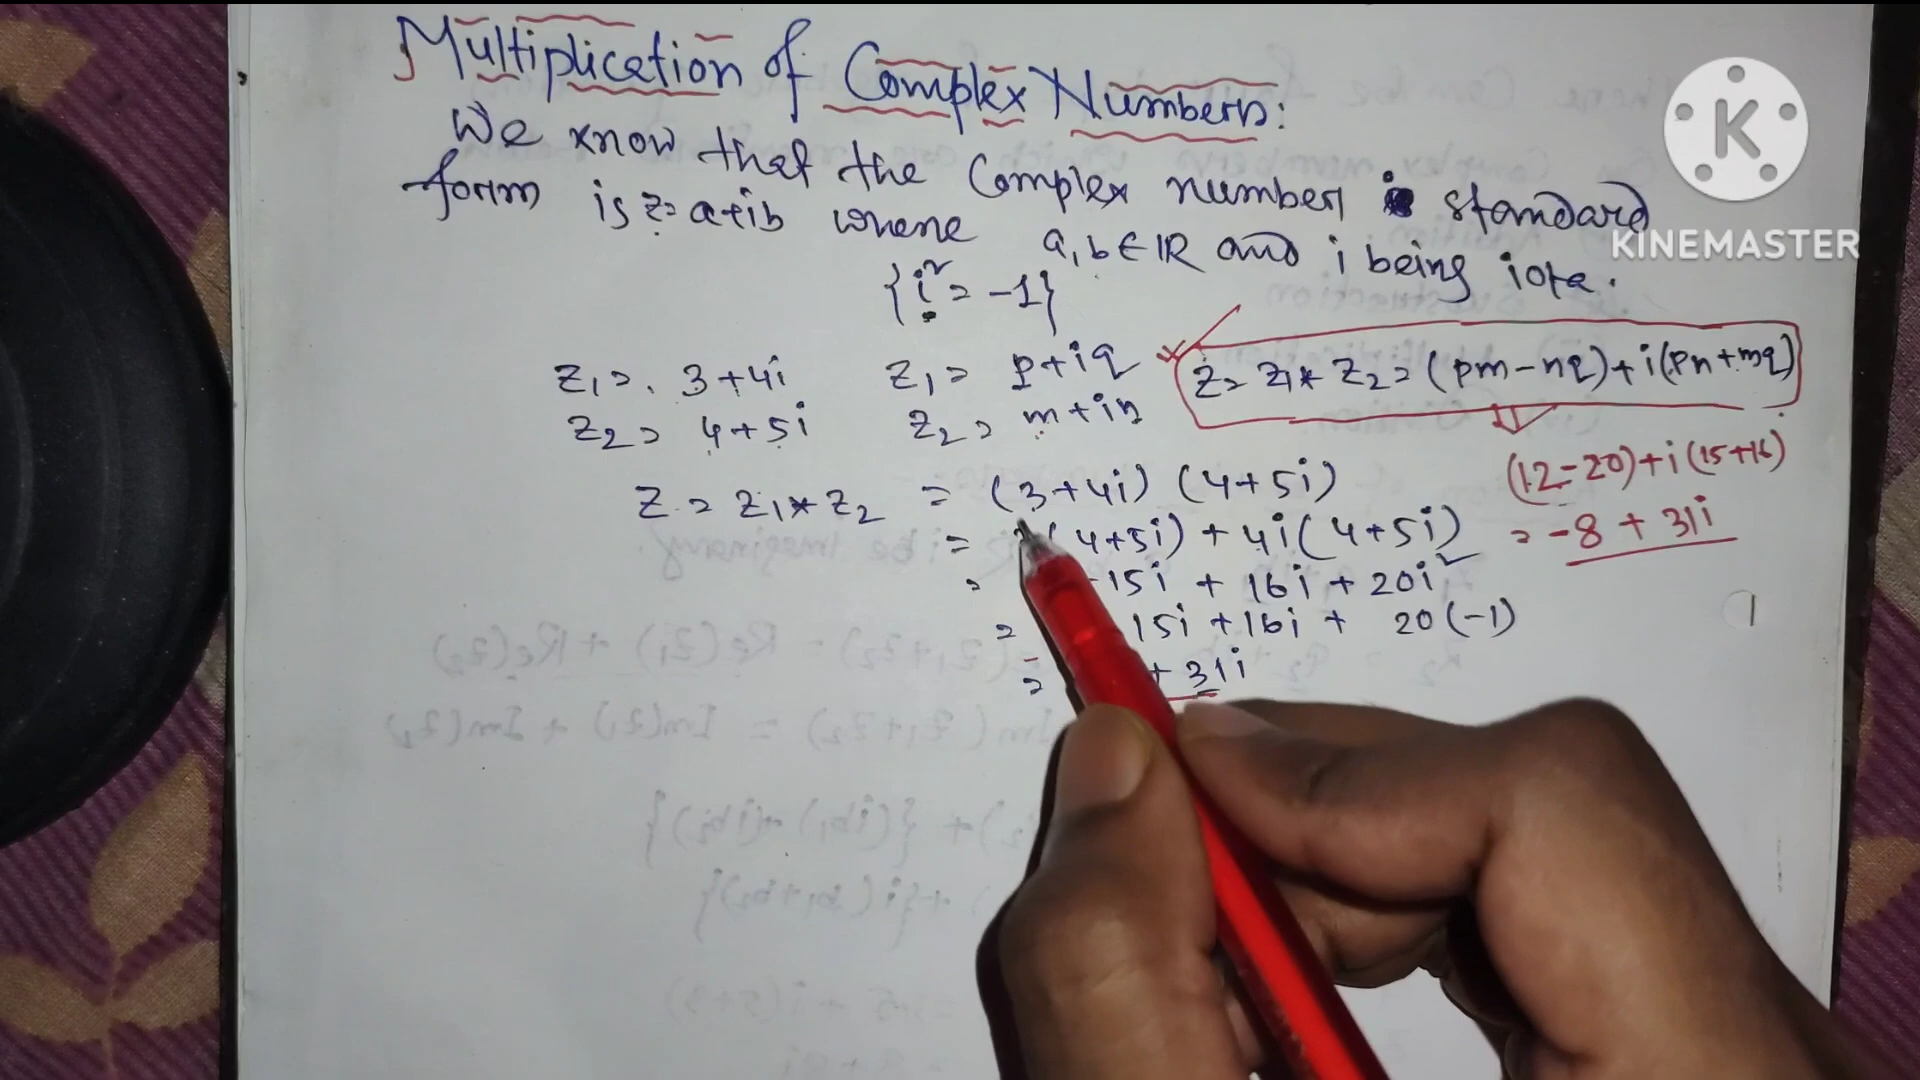 Multiplication of Complex Numbers:
We know that the Complex number is standard
form is z = a+ib where a,b ∈ IR and i being iota.
{i² = -1}
z₁ = 3+4i z₁ = p+iq
z₂ = 4+5i z₂ = m+in
z = z₁* z₂ = (pm-nq)+i(pn+mq)
(12-20)+i(15+16)
= -8 + 31i
z = z₁* z₂ = (3+4i) (4+5i)
= (4+5i) + 4i(4+5i)
= 15i + 16i + 20i²
= 15i +16i + 20(-1)
= + 31i
K
KINEMASTER